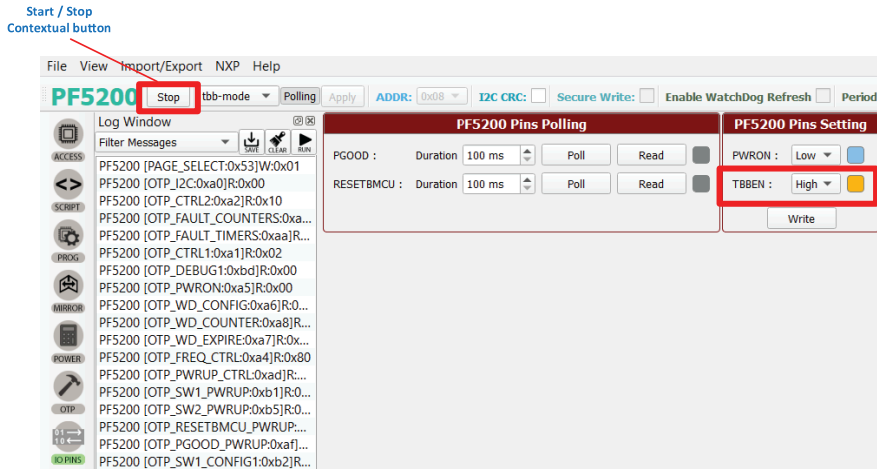 Start / Stop
Contextual button
File View Import/Export NXP Help
PF5200 Stop tbb-mode Polling Apply ADDR: 0x08 I2C CRC: Secure Write: Enable WatchDog Refresh Period
Log Window
Filter Messages SAVE CLEAR RUN
PF5200 [PAGE_SELECT:0x53]W:0x01
PF5200 [OTP_I2C:0xa0]R:0x00
PF5200 [OTP_CTRL2:0xa2]R:0x10
PF5200 [OTP_FAULT_COUNTERS:0xa...
PF5200 [OTP_FAULT_TIMERS:0xaa]R...
PF5200 [OTP_CTRL1:0xa1]R:0x02
PF5200 [OTP_DEBUG1:0xbd]R:0x00
PF5200 [OTP_PWRON:0xa5]R:0x00
PF5200 [OTP_WD_CONFIG:0xa6]R:0...
PF5200 [OTP_WD_COUNTER:0xa8]R...
PF5200 [OTP_WD_EXPIRE:0xa7]R:0x...
PF5200 [OTP_FREQ_CTRL:0xa4]R:0x80
PF5200 [OTP_PWRUP_CTRL:0xad]R:...
PF5200 [OTP_SW1_PWRUP:0xb1]R:0...
PF5200 [OTP_SW2_PWRUP:0xb5]R:0...
PF5200 [OTP_RESETBMCU_PWRUP:...
PF5200 [OTP_PGOOD_PWRUP:0xaf]...
PF5200 [OTP_SW1_CONFIG1:0xb2]R...
ACCESS
SCRIPT
PROG
MIRROR
POWER
OTP
01
10
IO PINS
PF5200 Pins Polling
PGOOD : Duration 100 ms Poll Read
RESETBMCU : Duration 100 ms Poll Read
PF5200 Pins Setting
PWRON : Low
TBBEN : High
Write